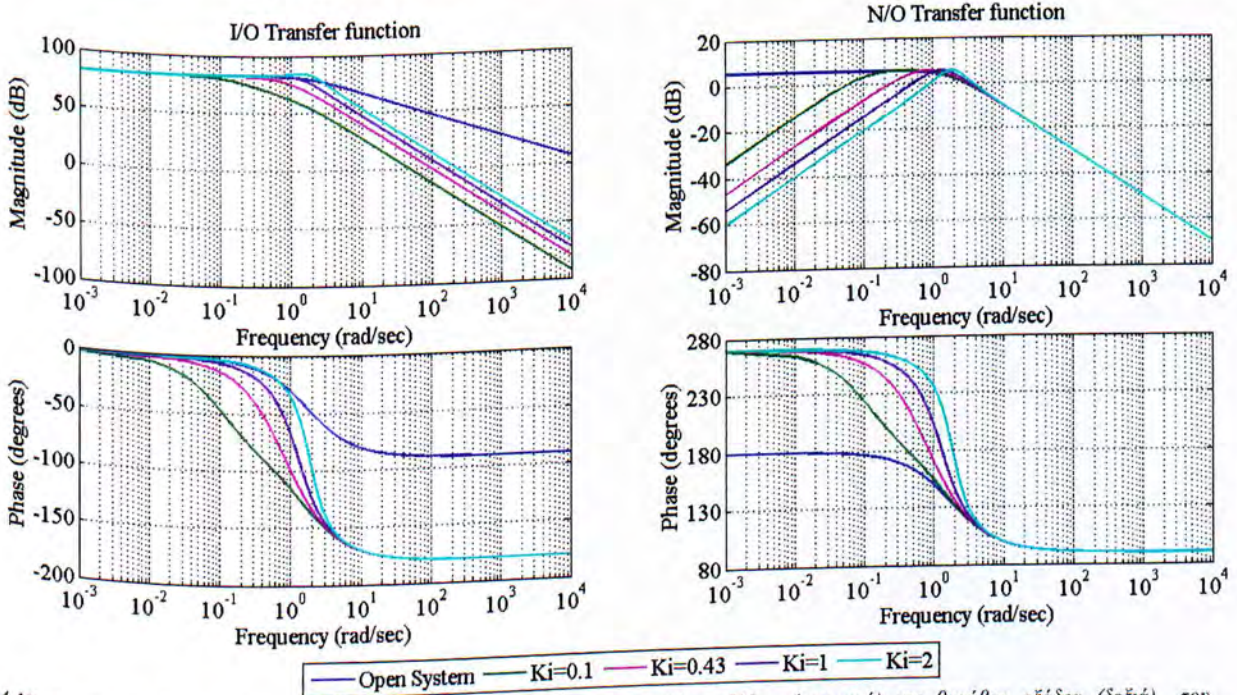 I/O Transfer function
100
50
0
-50
-100
Magnitude (dB)
10^-3 10^-2 10^-1 10^0 10^1 10^2 10^3 10^4
Frequency (rad/sec)
0
-50
-100
-150
-200
Phase (degrees)
10^-3 10^-2 10^-1 10^0 10^1 10^2 10^3 10^4
Frequency (rad/sec)
N/O Transfer function
20
0
-20
-40
-60
-80
Magnitude (dB)
10^-3 10^-2 10^-1 10^0 10^1 10^2 10^3 10^4
Frequency (rad/sec)
280
230
180
130
80
Phase (degrees)
10^-3 10^-2 10^-1 10^0 10^1 10^2 10^3 10^4
Frequency (rad/sec)
Open System Ki=0.1 Ki=0.43 Ki=1 Ki=2